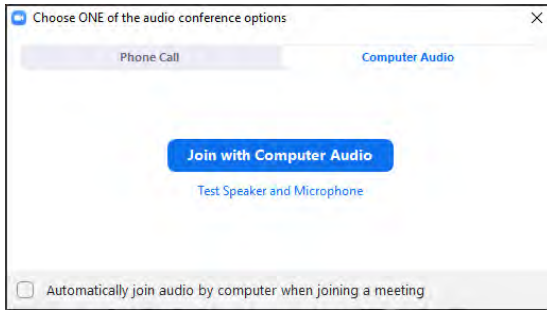 Choose ONE of the audio conference options
Phone Call
Computer Audio
Join with Computer Audio
Test Speaker and Microphone
Automatically join audio by computer when joining a meeting